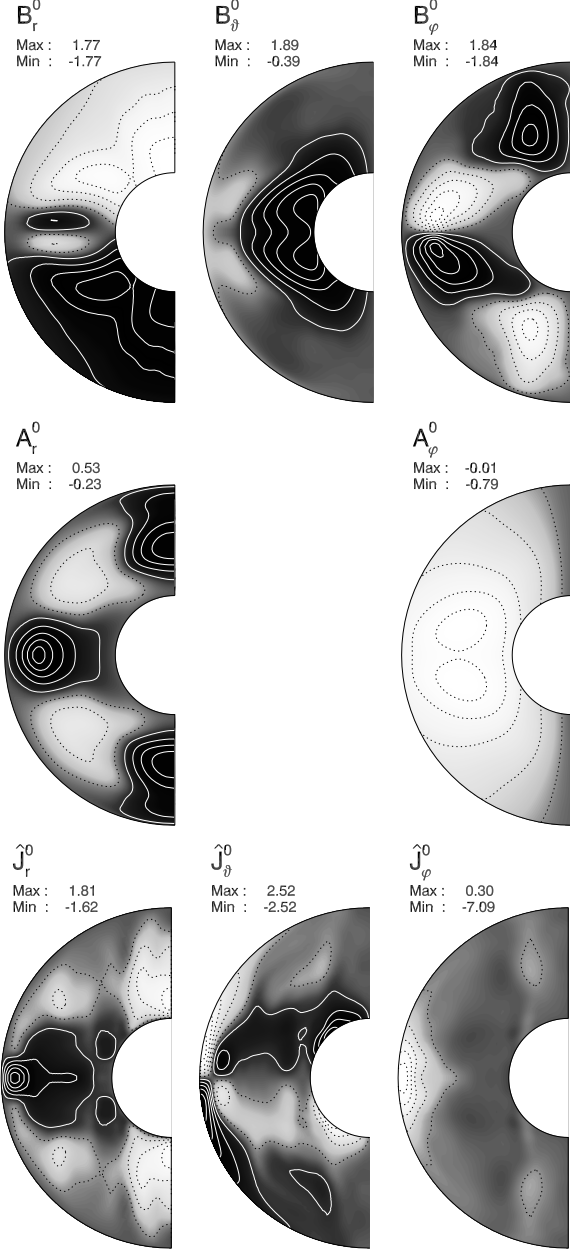 B_r^0 B_ϑ^0 B_φ^0
Max : 1.77 Max : 1.89 Max : 1.84
Min : -1.77 Min : -0.39 Min : -1.84
A_r^0 A_φ^0
Max : 0.53 Max : -0.01
Min : -0.23 Min : -0.79
Ĵ_r^0 Ĵ_ϑ^0 Ĵ_φ^0
Max : 1.81 Max : 2.52 Max : 0.30
Min : -1.62 Min : -2.52 Min : -7.09